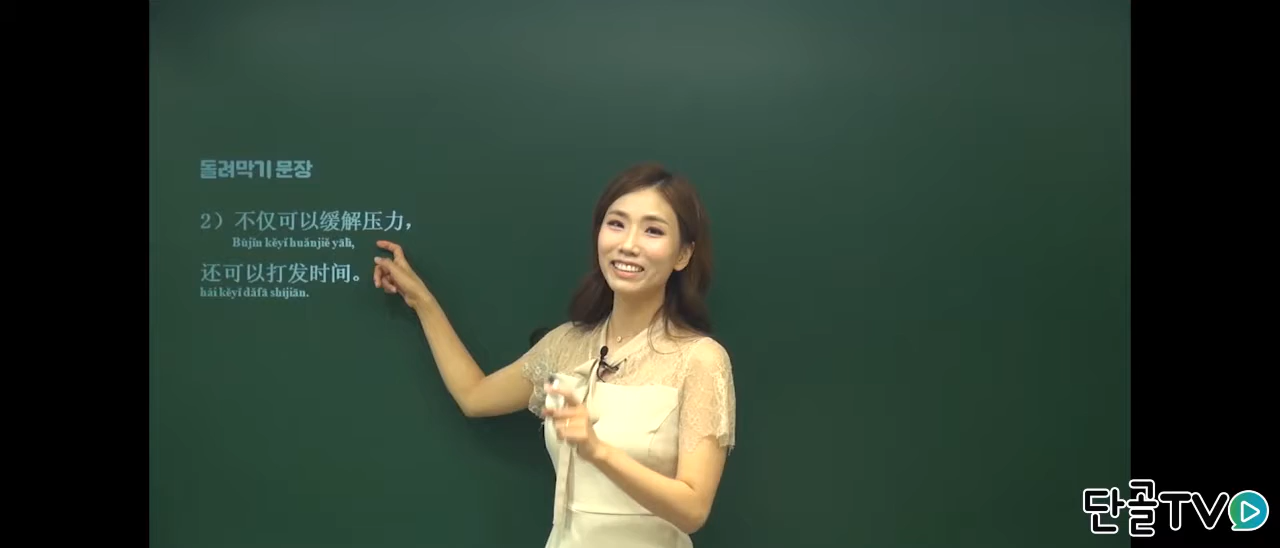 돌려막기 문장
2）不仅可以缓解压力，
Bùjǐn kěyǐ huǎnjiě yālì,
还可以打发时间。
hái kěyǐ dǎfā shíjiān.
단골TV